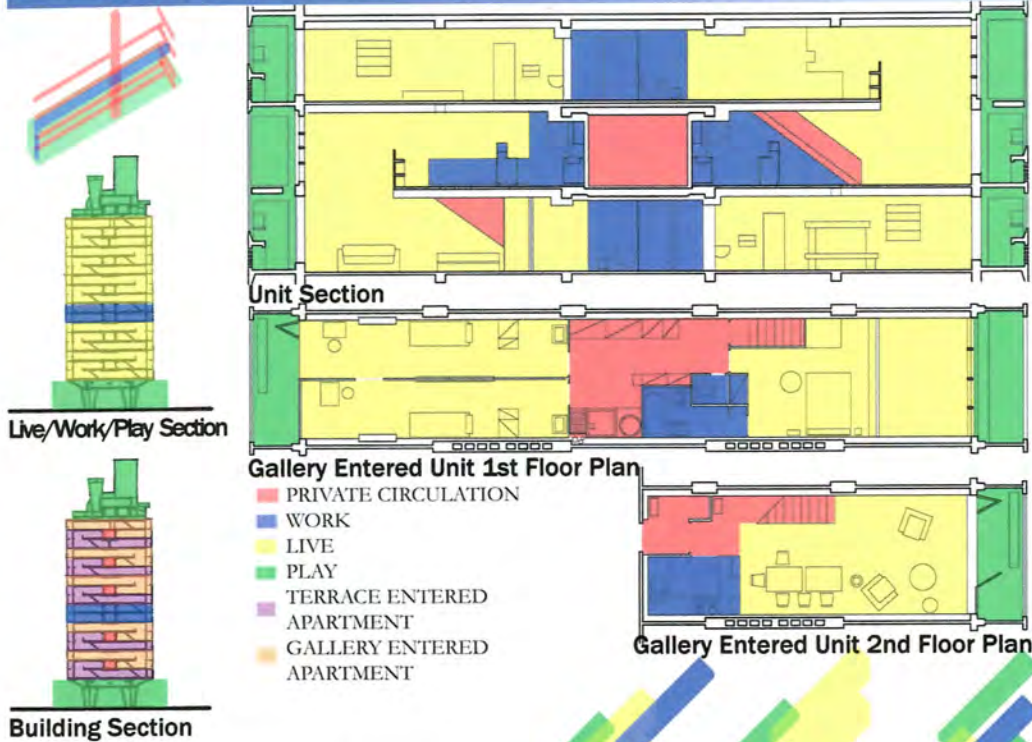 Unit Section
Live/Work/Play Section
Gallery Entered Unit 1st Floor Plan
PRIVATE CIRCULATION
WORK
LIVE
PLAY
TERRACE ENTERED
APARTMENT
GALLERY ENTERED
APARTMENT
Gallery Entered Unit 2nd Floor Plan
Building Section